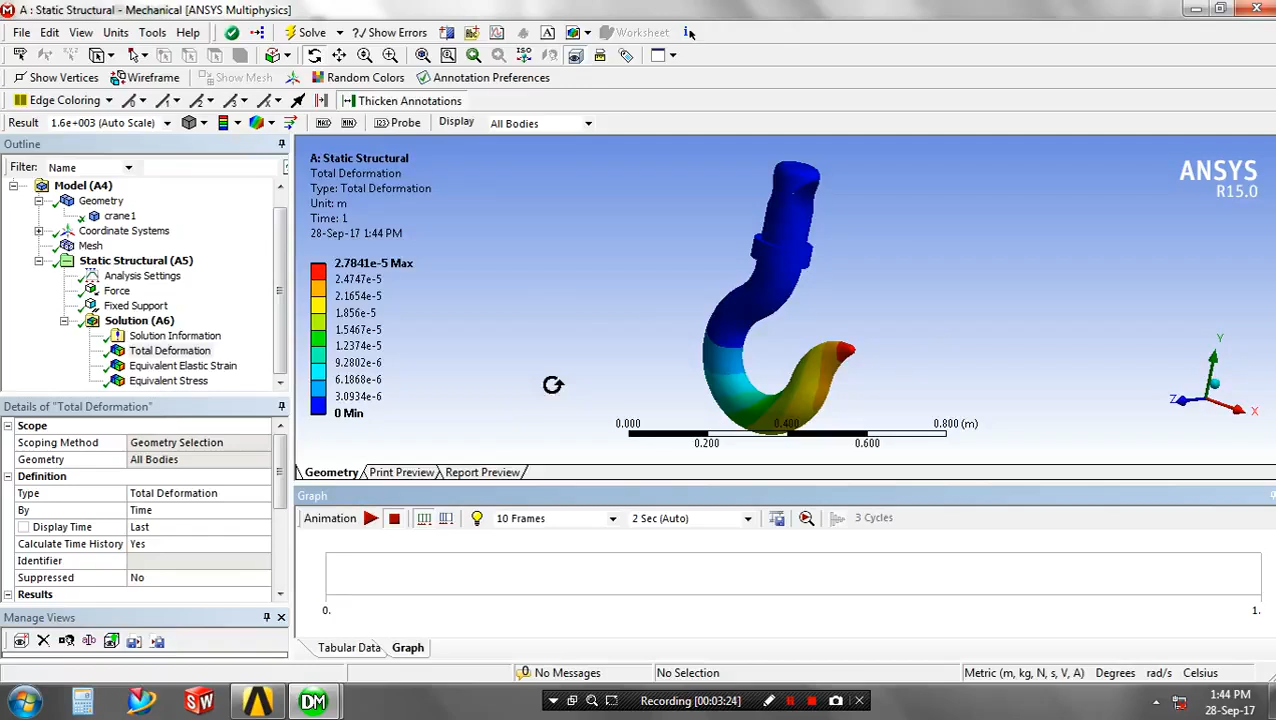 A : Static Structural - Mechanical [ANSYS Multiphysics]
File Edit View Units Tools Help Solve ?/ Show Errors Worksheet
Show Vertices Wireframe Show Mesh Random Colors Annotation Preferences
Edge Coloring Thicken Annotations
Result 1.6e+003 (Auto Scale) Probe Display All Bodies
Outline
Filter: Name
Model (A4)
Geometry
crane1
Coordinate Systems
Mesh
Static Structural (A5)
Analysis Settings
Force
Fixed Support
Solution (A6)
Solution Information
Total Deformation
Equivalent Elastic Strain
Equivalent Stress
Details of "Total Deformation"
Scope
Scoping Method Geometry Selection
Geometry All Bodies
Definition
Type Total Deformation
By Time
Display Time Last
Calculate Time History Yes
Identifier
Suppressed No
Results
Manage Views
A: Static Structural
Total Deformation
Type: Total Deformation
Unit: m
Time: 1
28-Sep-17 1:44 PM
2.7841e-5 Max
2.4747e-5
2.1654e-5
1.856e-5
1.5467e-5
1.2374e-5
9.2802e-6
6.1868e-6
3.0934e-6
0 Min
ANSYS
R15.0
Y
Z X
0.000 0.400 0.800 (m)
0.200 0.600
Geometry Print Preview Report Preview
Graph
Animation 10 Frames 2 Sec (Auto) 3 Cycles
0. 1.
Tabular Data Graph
0 No Messages No Selection Metric (m, kg, N, s, V, A) Degrees rad/s Celsius
SW DM Recording [00:03:24]
1:44 PM
28-Sep-17